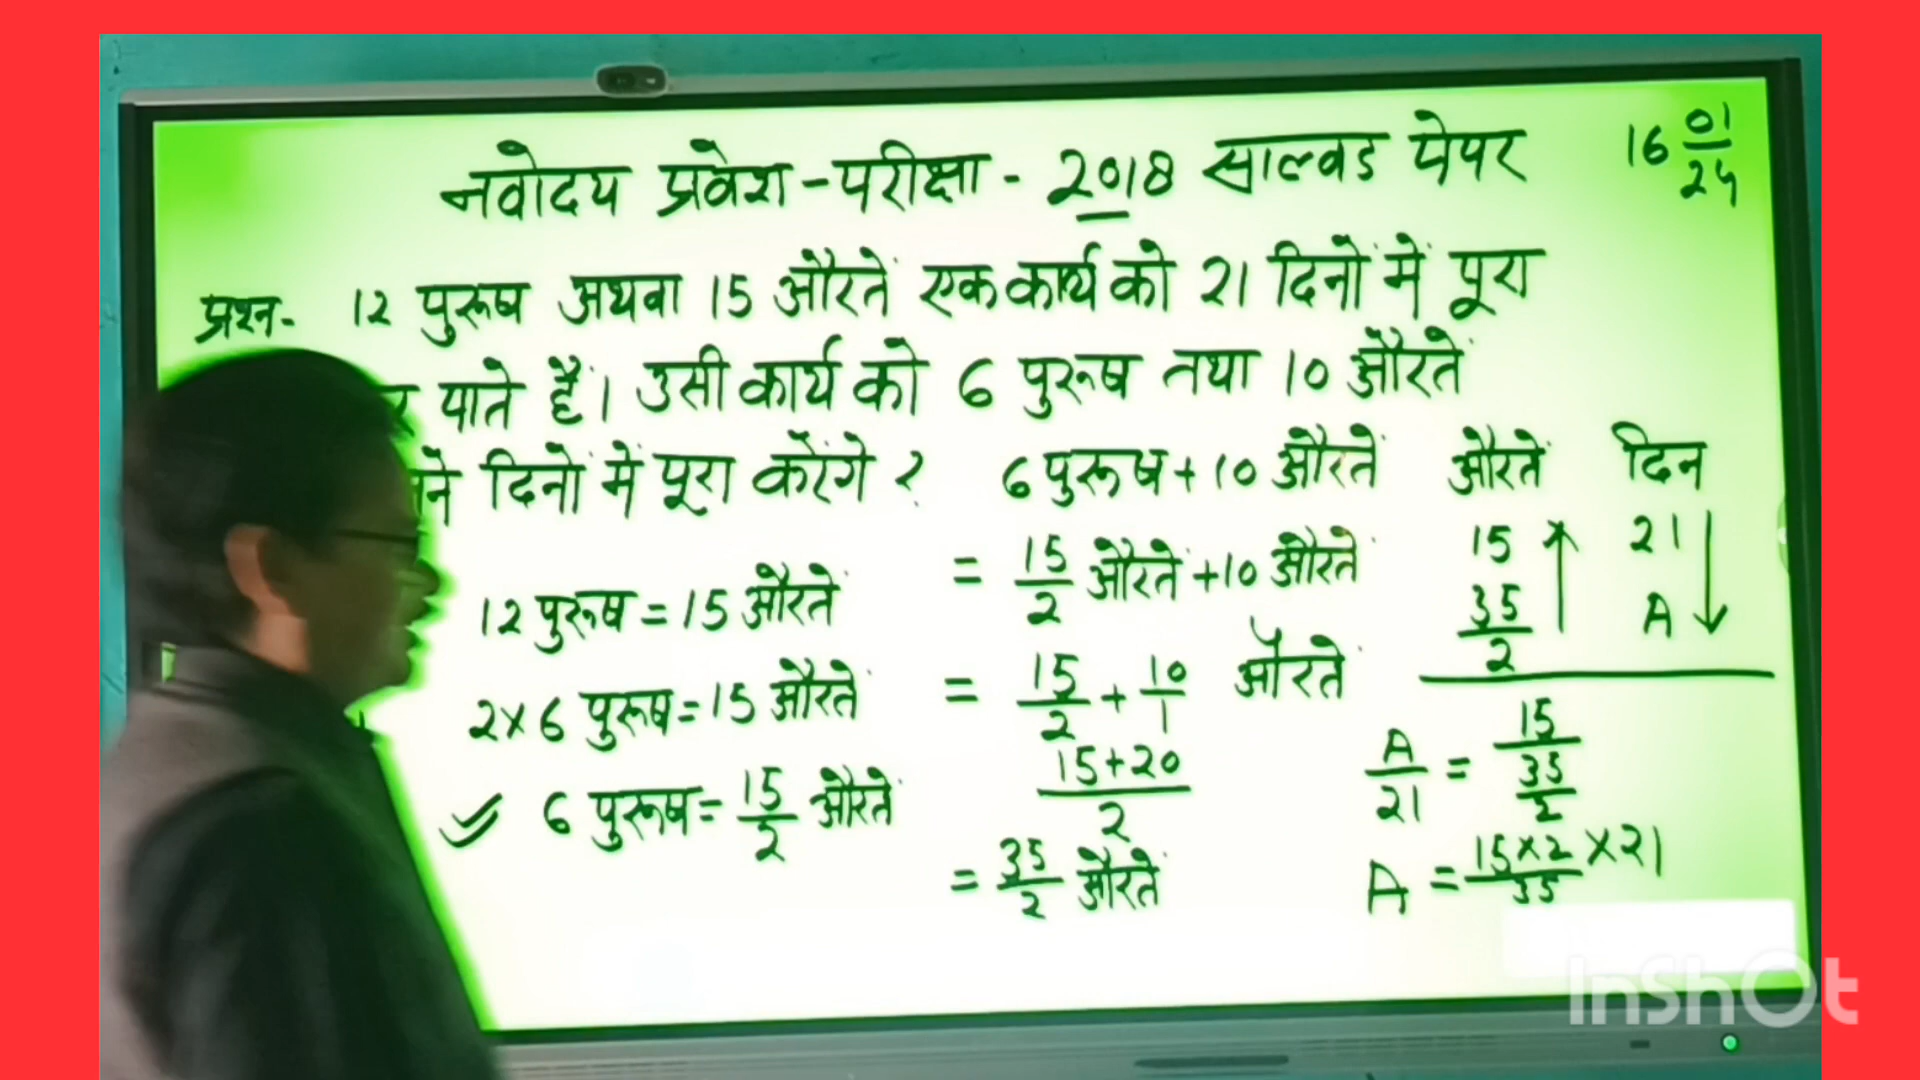 नवोदय प्रवेश-परीक्षा - 2018 साल्वड पेपर
16 01/24
प्रश्न- 12 पुरूष अथवा 15 औरतें एक कार्य को 21 दिनों में पूरा
पाते हैं। उसी कार्य को 6 पुरूष तथा 10 औरतें
दिनों में पूरा करेंगे ?
12 पुरूष = 15 औरतें
2×6 पुरूष = 15 औरतें
6 पुरूष = 15/2 औरतें
6 पुरूष + 10 औरतें
= 15/2 औरतें + 10 औरतें
= 15/2 + 10/1 औरतें
15+20/2
= 35/2 औरतें
औरतें दिन
15 21
35/2 A
A/21 = 15/35/2
A = 15×2/35 ×21
InShOt